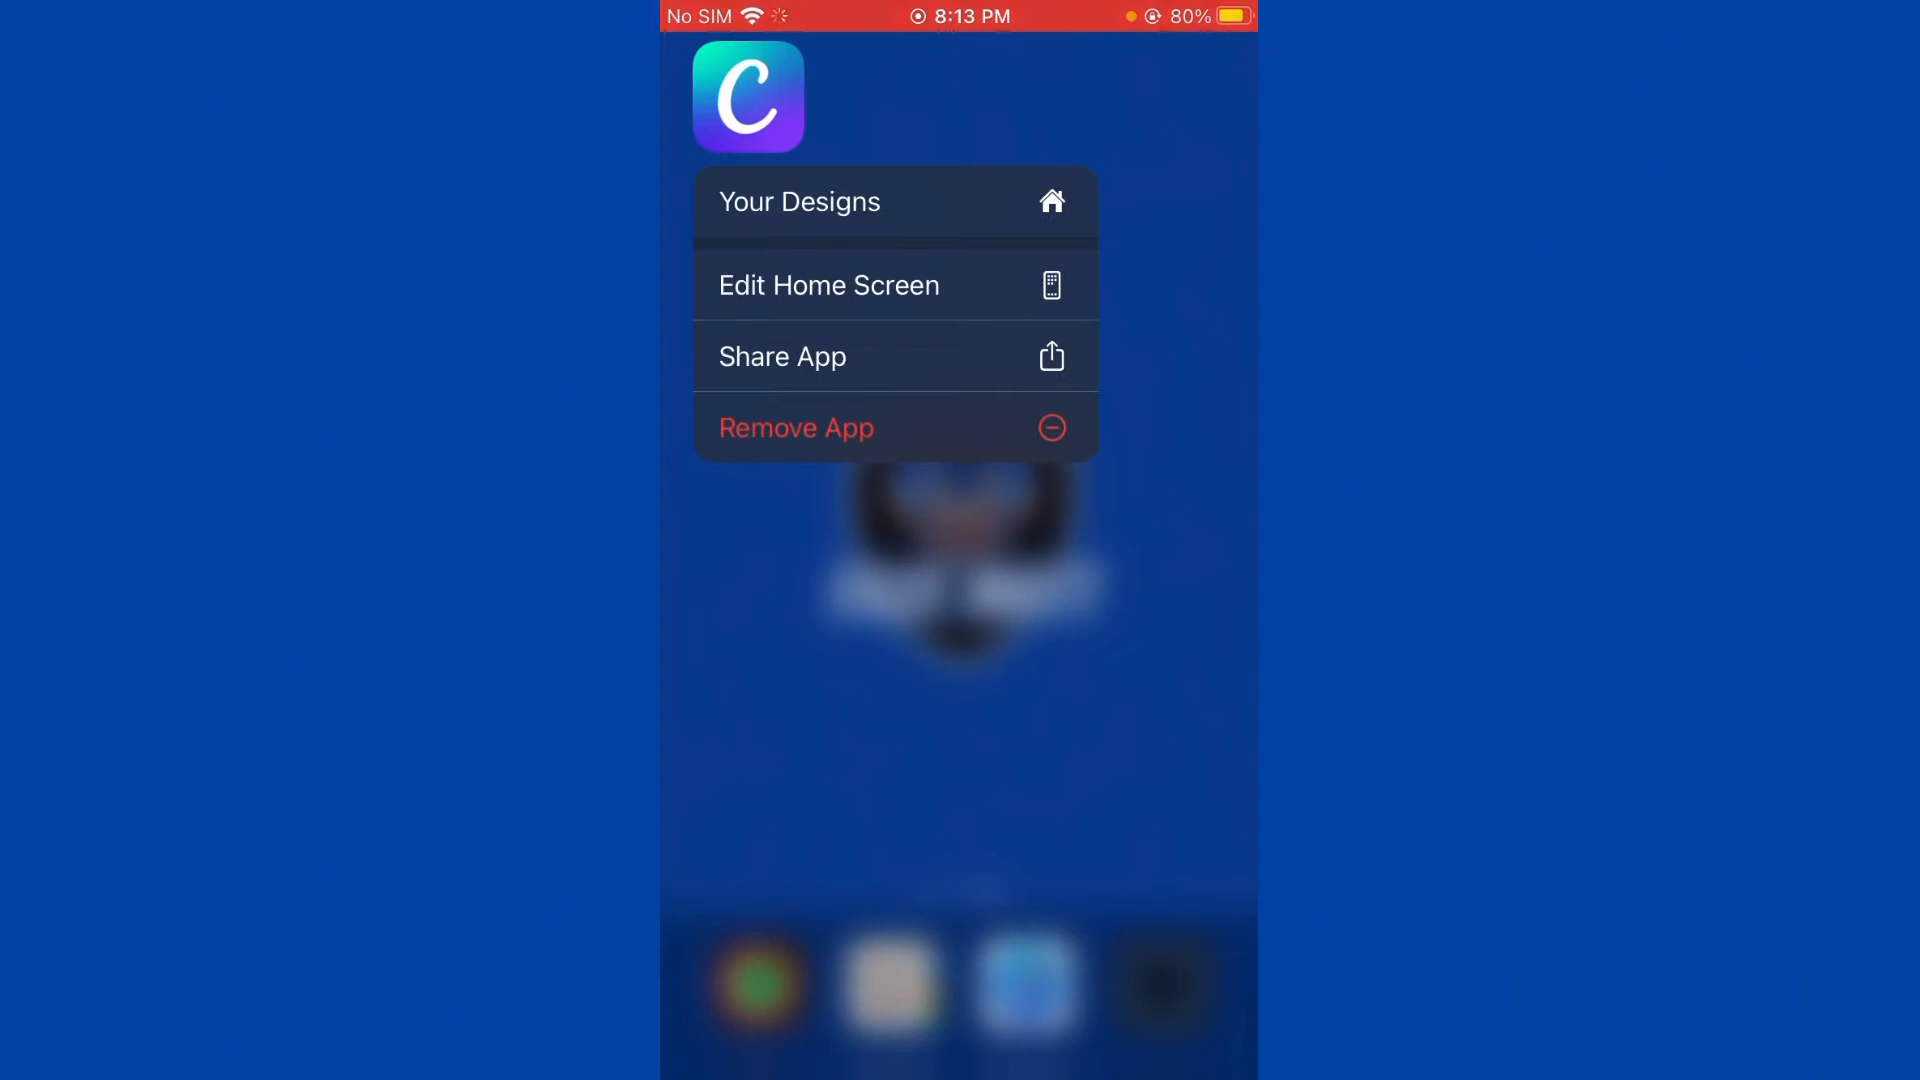 No SIM 8:13 PM 80%
C
Your Designs
Edit Home Screen
Share App
Remove App